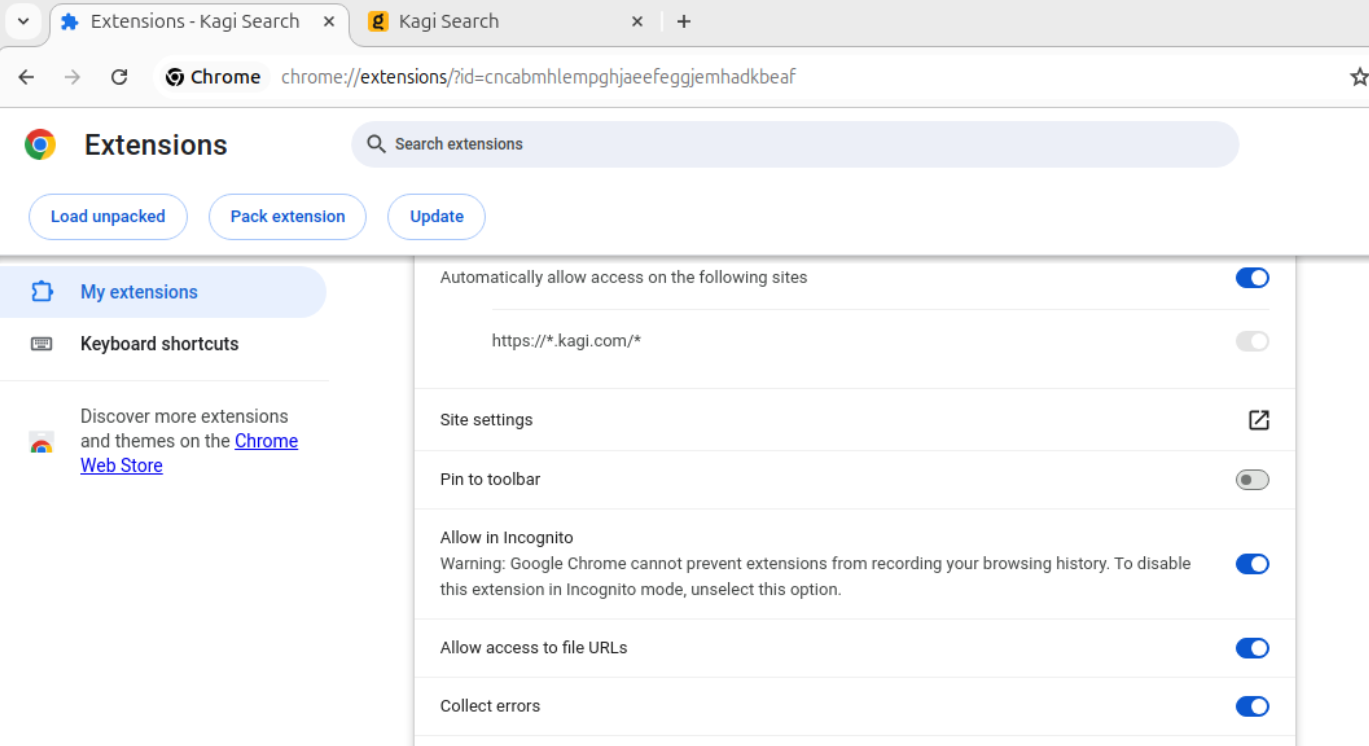 Extensions - Kagi Search
Kagi Search
Chrome
chrome://extensions/?id=cncabmhlempghjaeefeggjemhadkbeaf
Extensions
Search extensions
Load unpacked
Pack extension
Update
My extensions
Keyboard shortcuts
Discover more extensions
and themes on the Chrome
Web Store
Automatically allow access on the following sites
https://*.kagi.com/*
Site settings
Pin to toolbar
Allow in Incognito
Warning: Google Chrome cannot prevent extensions from recording your browsing history. To disable
this extension in Incognito mode, unselect this option.
Allow access to file URLs
Collect errors